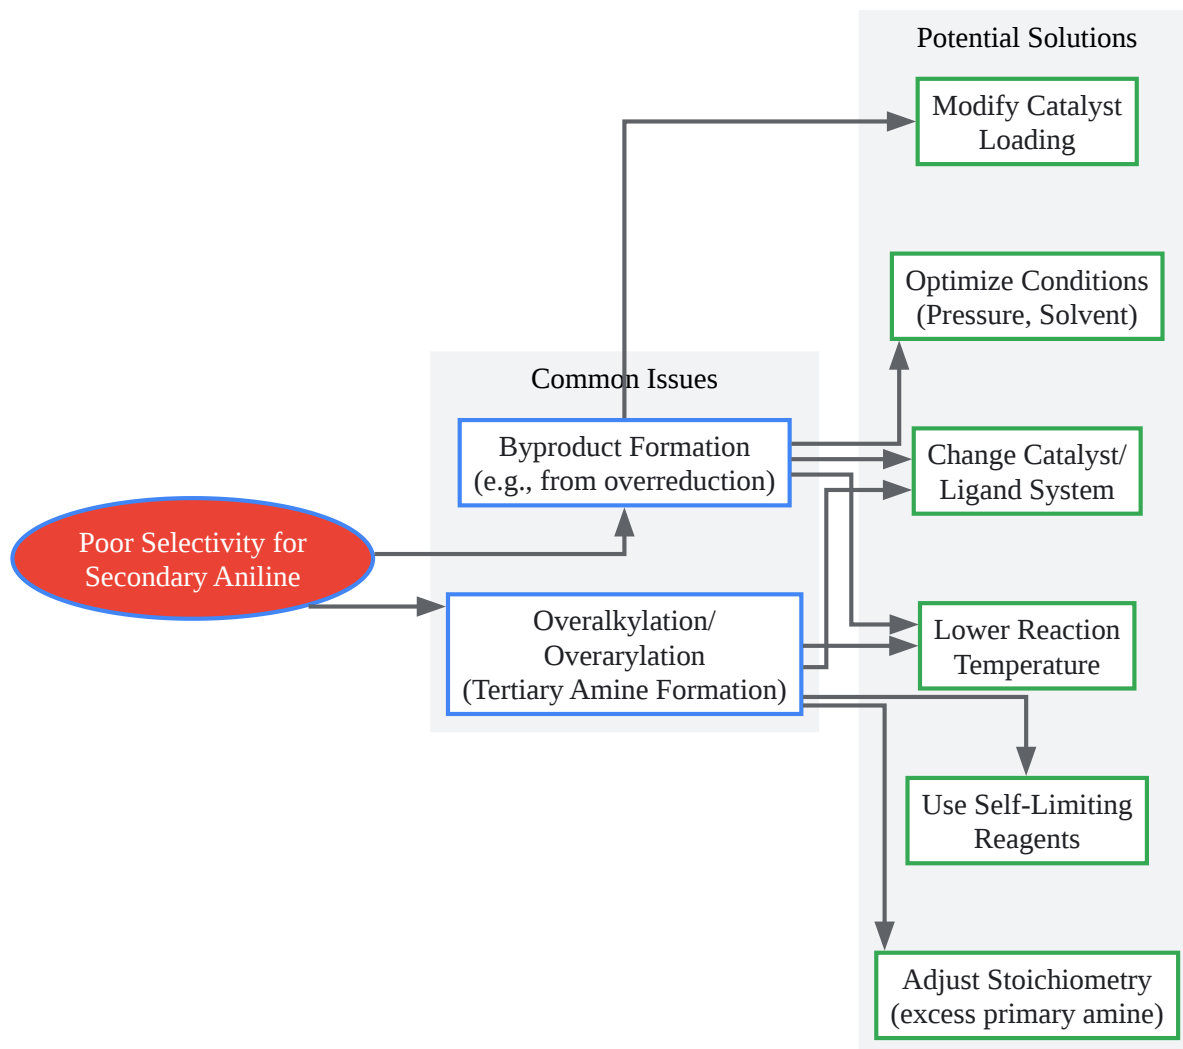 Potential Solutions
Modify Catalyst
Loading
Optimize Conditions
(Pressure, Solvent)
Common Issues
Byproduct Formation
(e.g., from overreduction)
Change Catalyst/
Ligand System
Poor Selectivity for
Secondary Aniline
Overalkylation/
Overarylation
(Tertiary Amine Formation)
Lower Reaction
Temperature
Use Self-Limiting
Reagents
Adjust Stoichiometry
(excess primary amine)